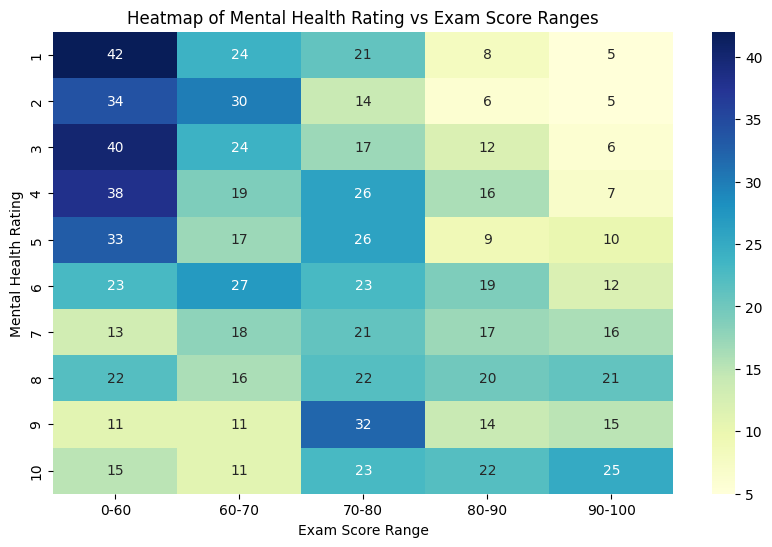 Heatmap of Mental Health Rating vs Exam Score Ranges
1 42 24 21 8 5
2 34 30 14 6 5
3 40 24 17 12 6
4 38 19 26 16 7
5 33 17 26 9 10
6 23 27 23 19 12
7 13 18 21 17 16
8 22 16 22 20 21
9 11 11 32 14 15
10 15 11 23 22 25
0-60 60-70 70-80 80-90 90-100
Exam Score Range
Mental Health Rating
40
35
30
25
20
15
10
5